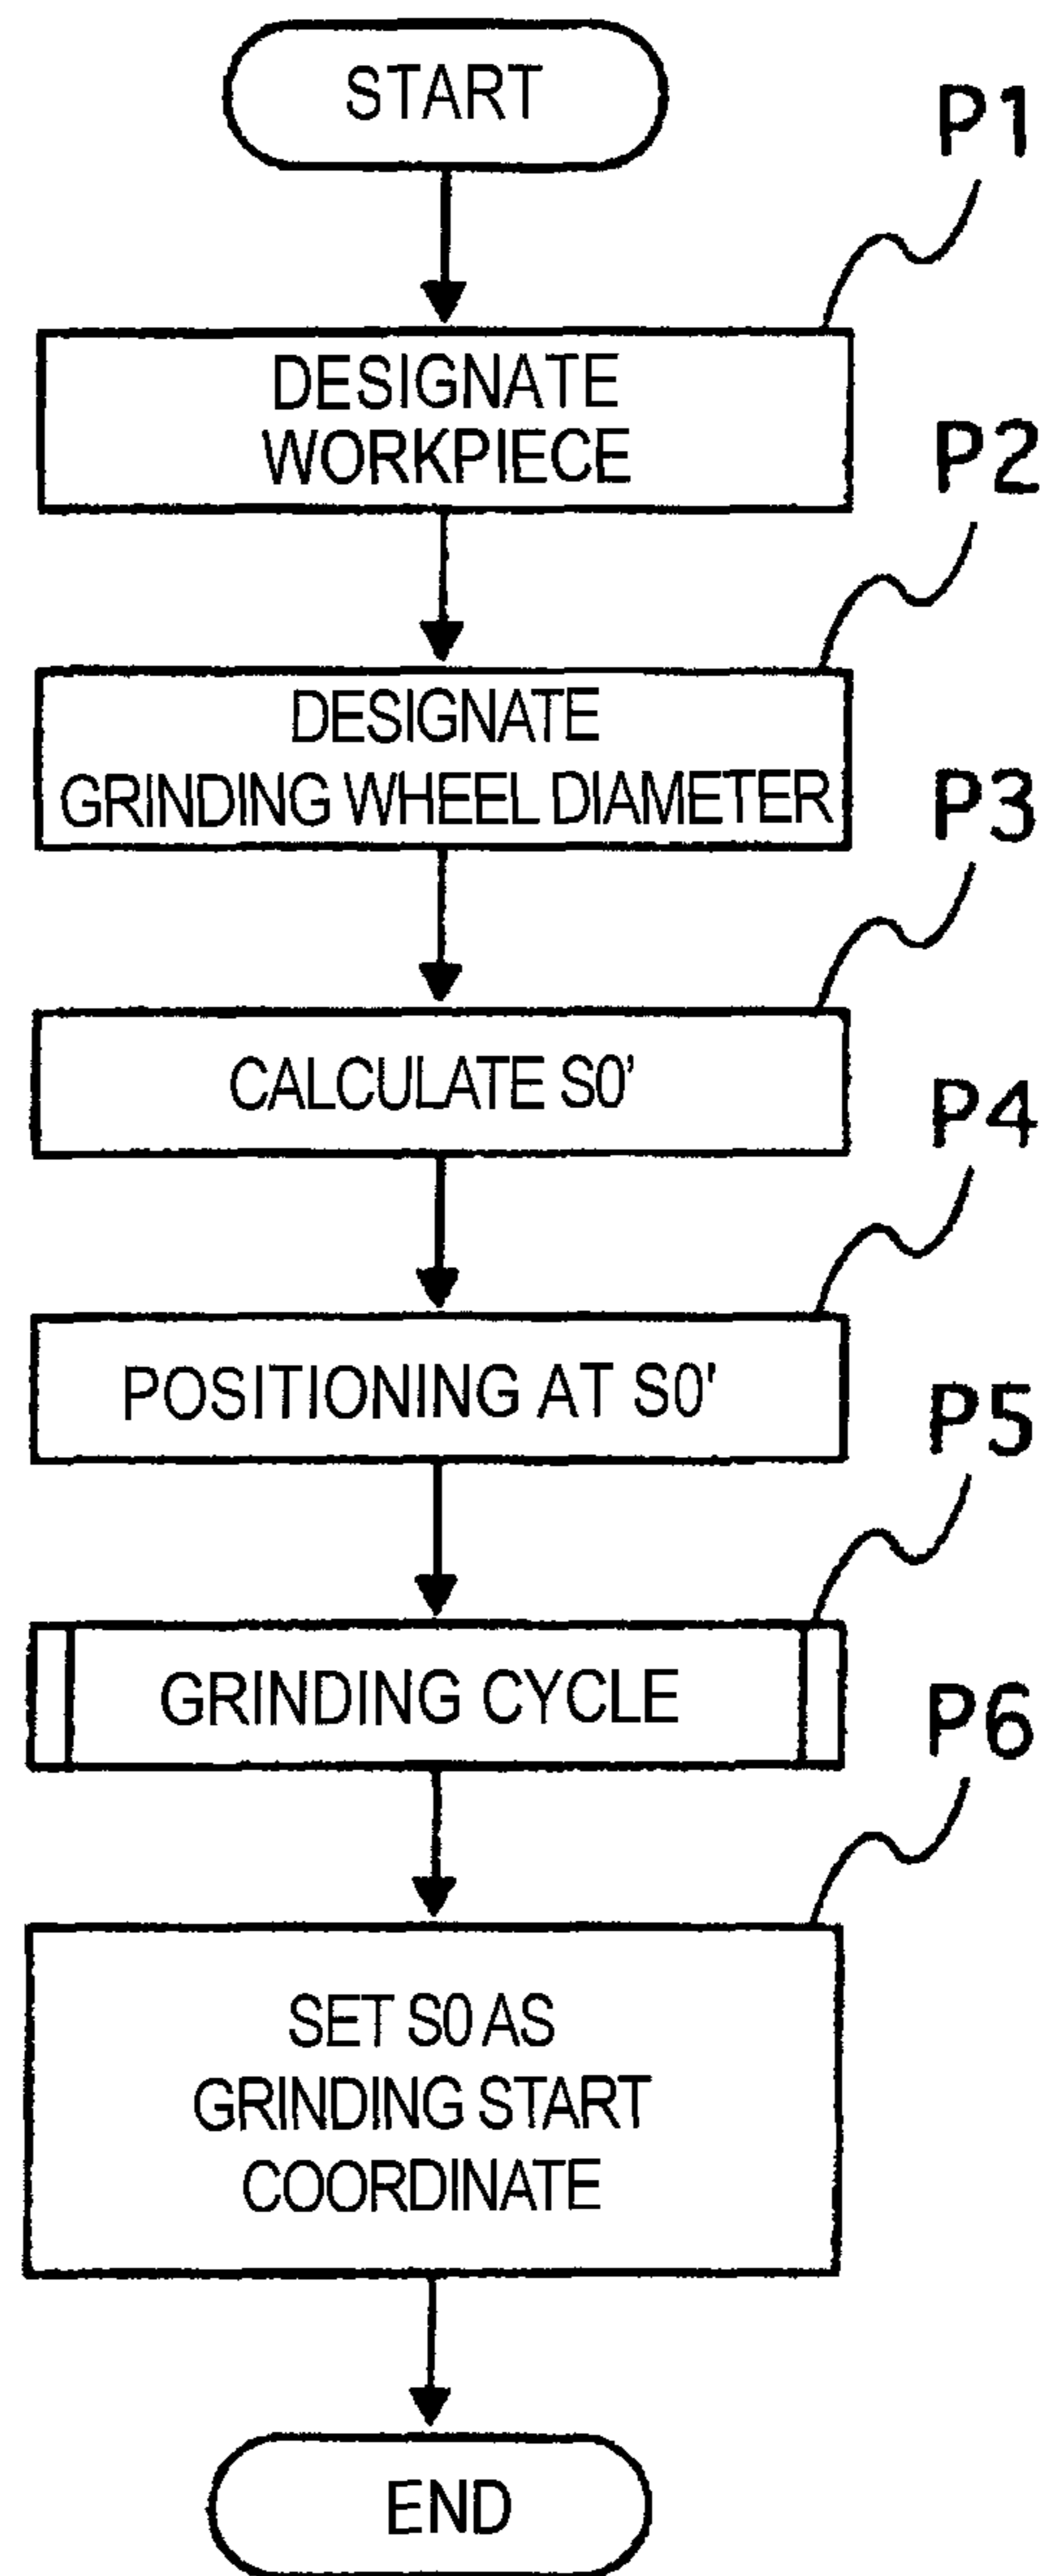 START
P1
DESIGNATE
WORKPIECE
P2
DESIGNATE
GRINDING WHEEL DIAMETER
P3
CALCULATE S0’
P4
POSITIONING AT S0'
P5
GRINDING CYCLE
P6
SET S0 AS
GRINDING START
COORDINATE
END